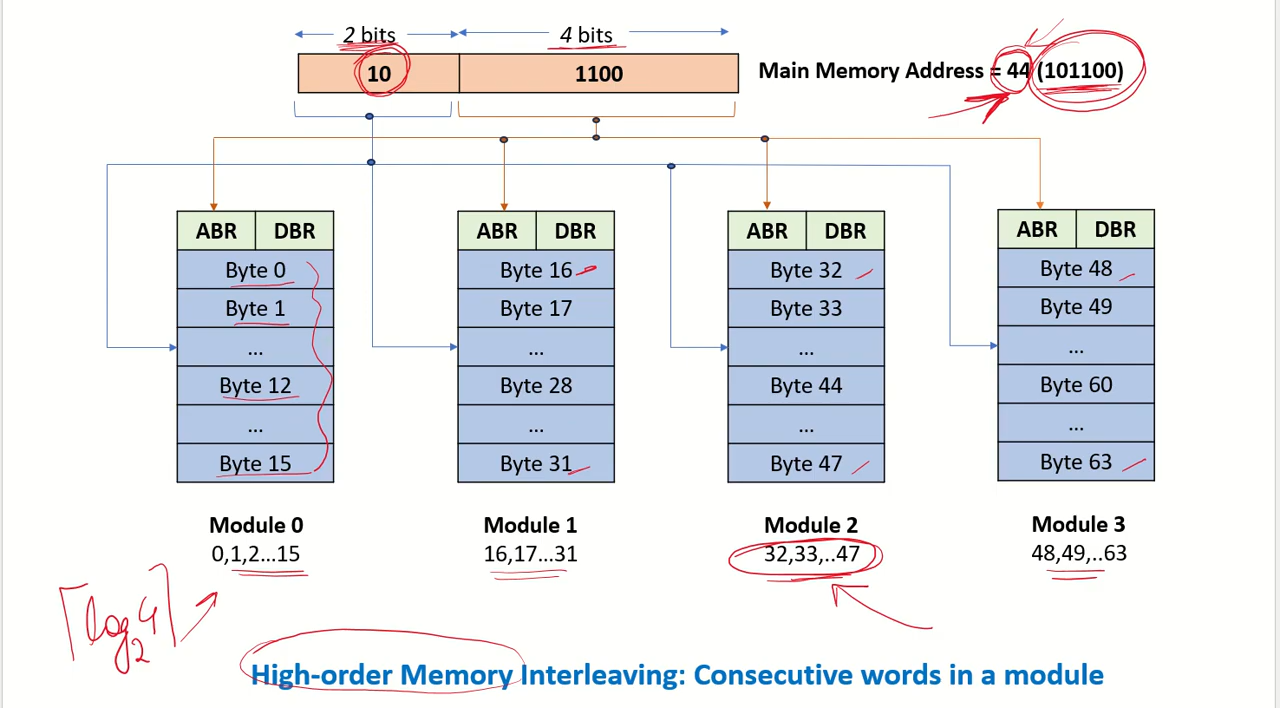 2 bits 4 bits
10 1100 Main Memory Address = 44 (101100)
ABR DBR ABR DBR ABR DBR ABR DBR
Byte 0 Byte 16 Byte 32 Byte 48
Byte 1 Byte 17 Byte 33 Byte 49
... ... ... ...
Byte 12 Byte 28 Byte 44 Byte 60
... ... ... ...
Byte 15 Byte 31 Byte 47 Byte 63
Module 0 Module 1 Module 2 Module 3
0,1,2...15 16,17...31 32,33,..47 48,49,..63
⌈log₂4⌉
High-order Memory Interleaving: Consecutive words in a module